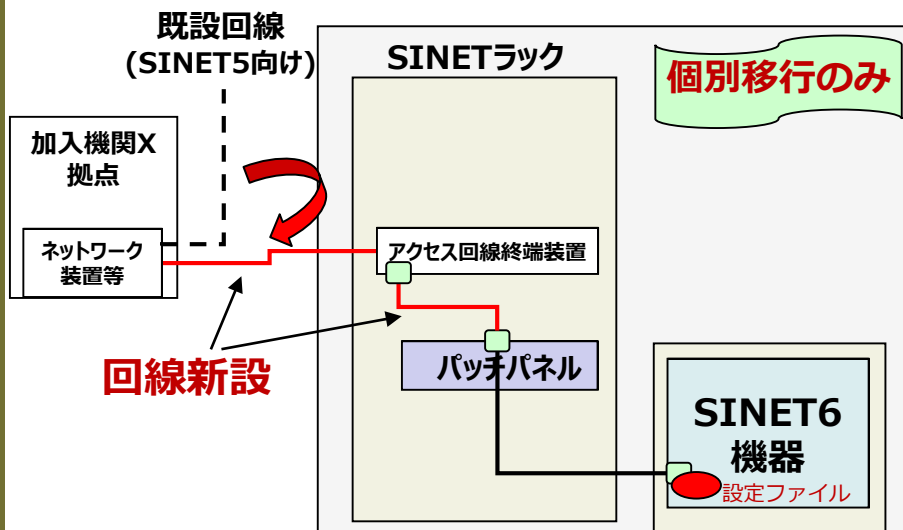 既設回線
(SINET5向け)
SINETラック
個別移行のみ
加入機関X
拠点
ネットワーク
装置等
アクセス回線終端装置
回線新設
パッチパネル
SINET6
機器
設定ファイル